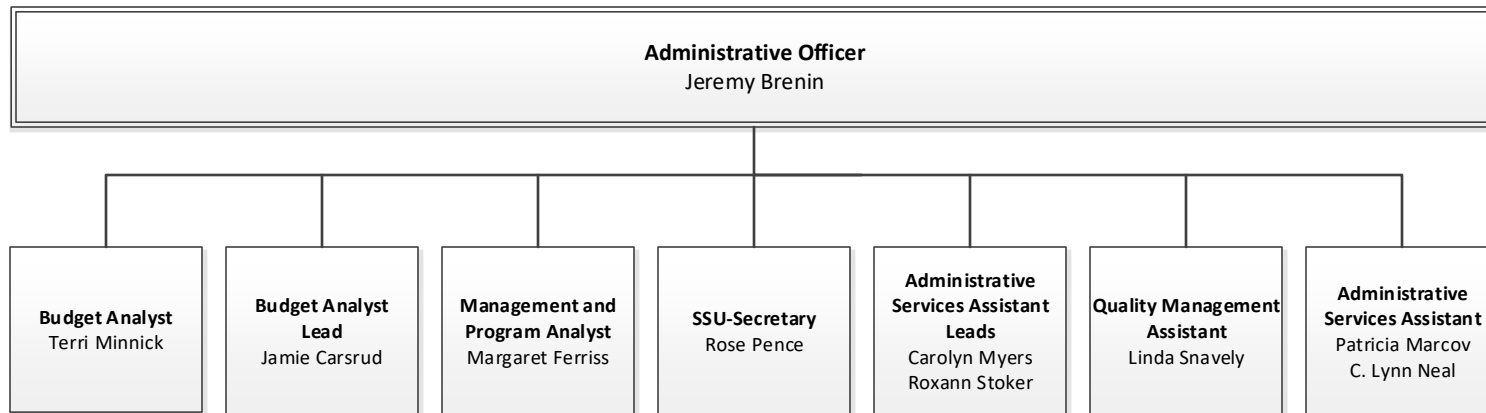 Administrative Officer
Jeremy Brenin
Budget Analyst
Terri Minnick
Budget Analyst
Lead
Jamie Carsrud
Management and
Program Analyst
Margaret Ferriss
SSU-Secretary
Rose Pence
Administrative
Services Assistant
Leads
Carolyn Myers
Roxann Stoker
Quality Management
Assistant
Linda Snavely
Administrative
Services Assistant
Patricia Marcov
C. Lynn Neal